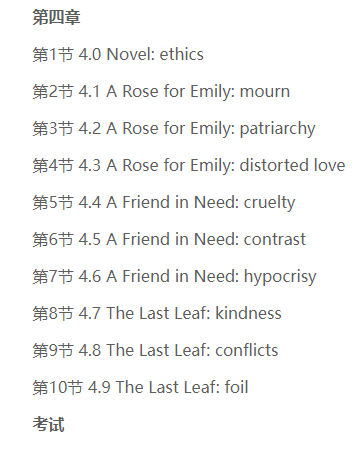 第四章
第1节 4.0 Novel: ethics
第2节 4.1 A Rose for Emily: mourn
第3节 4.2 A Rose for Emily: patriarchy
第4节 4.3 A Rose for Emily: distorted love
第5节 4.4 A Friend in Need: cruelty
第6节 4.5 A Friend in Need: contrast
第7节 4.6 A Friend in Need: hypocrisy
第8节 4.7 The Last Leaf: kindness
第9节 4.8 The Last Leaf: conflicts
第10节 4.9 The Last Leaf: foil
考试